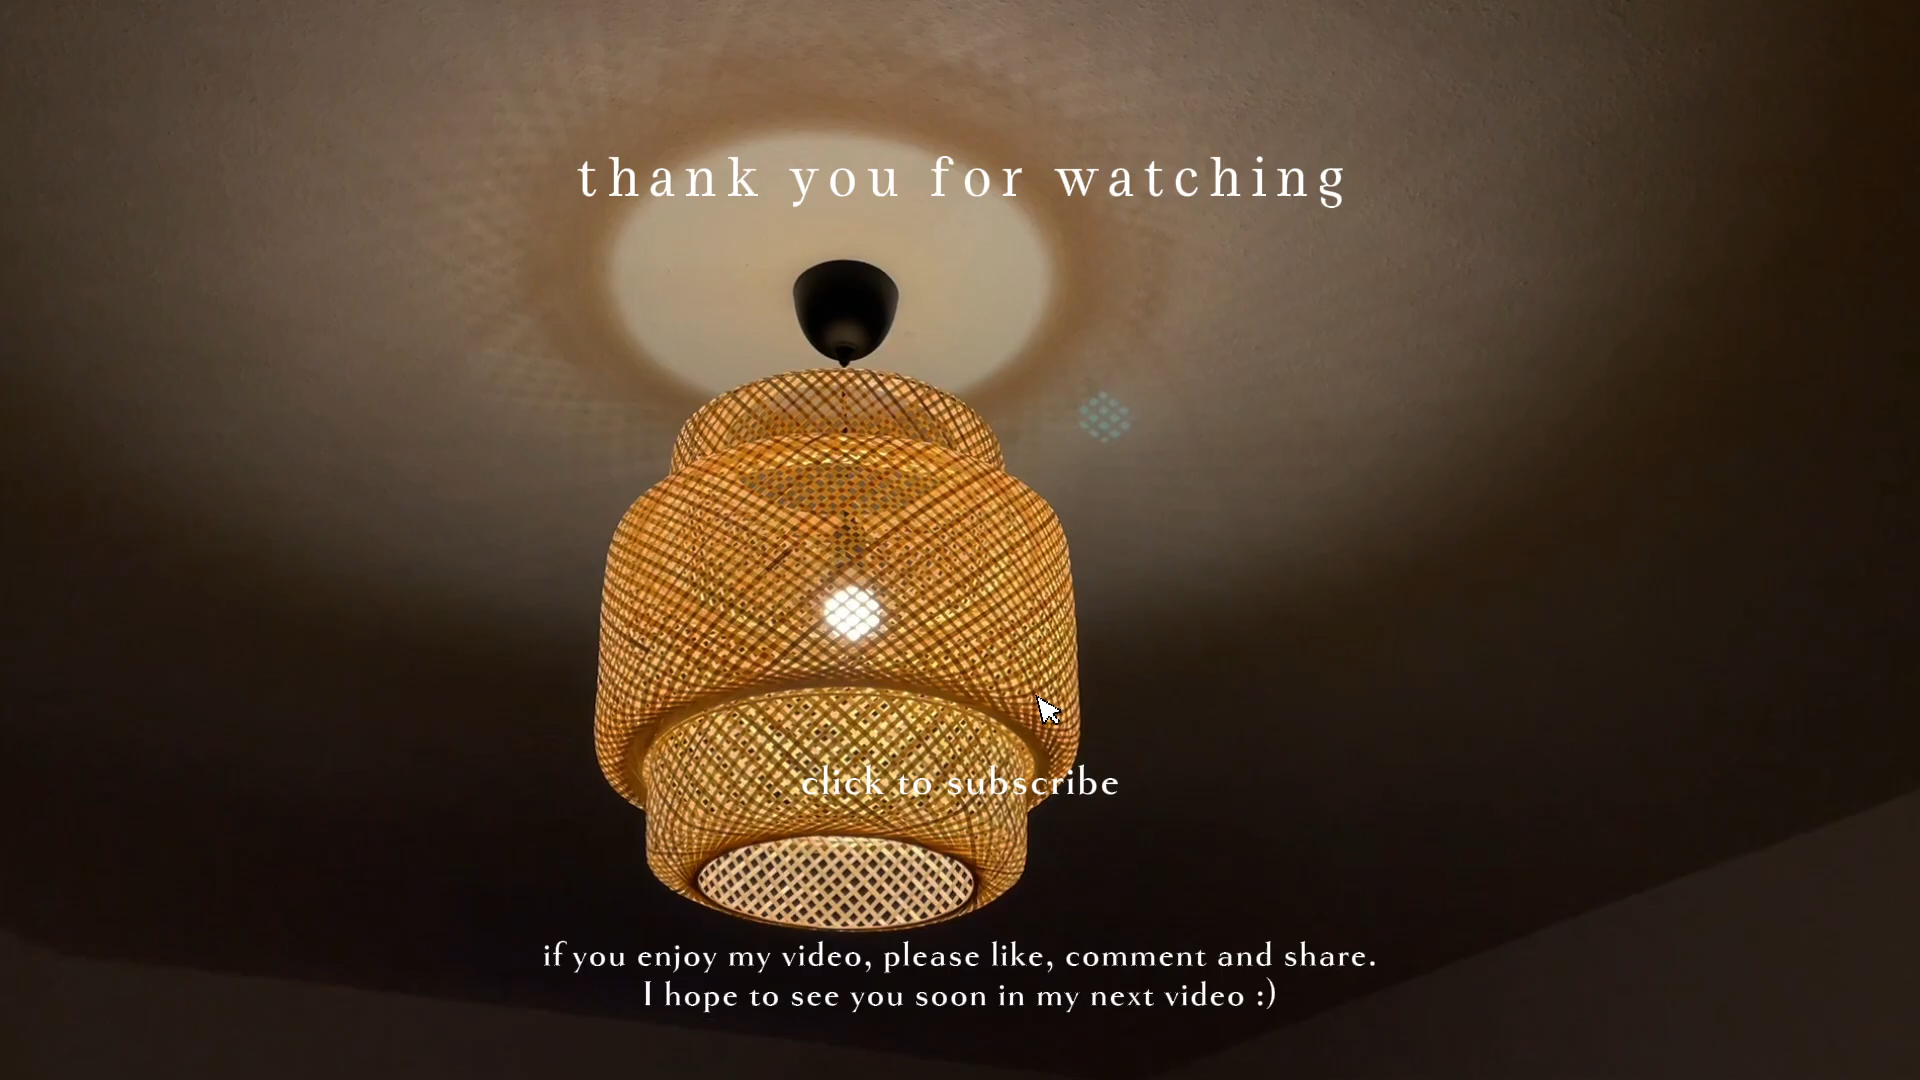 thank you for watching
click to subscribe
if you enjoy my video, please like, comment and share.
I hope to see you soon in my next video :)